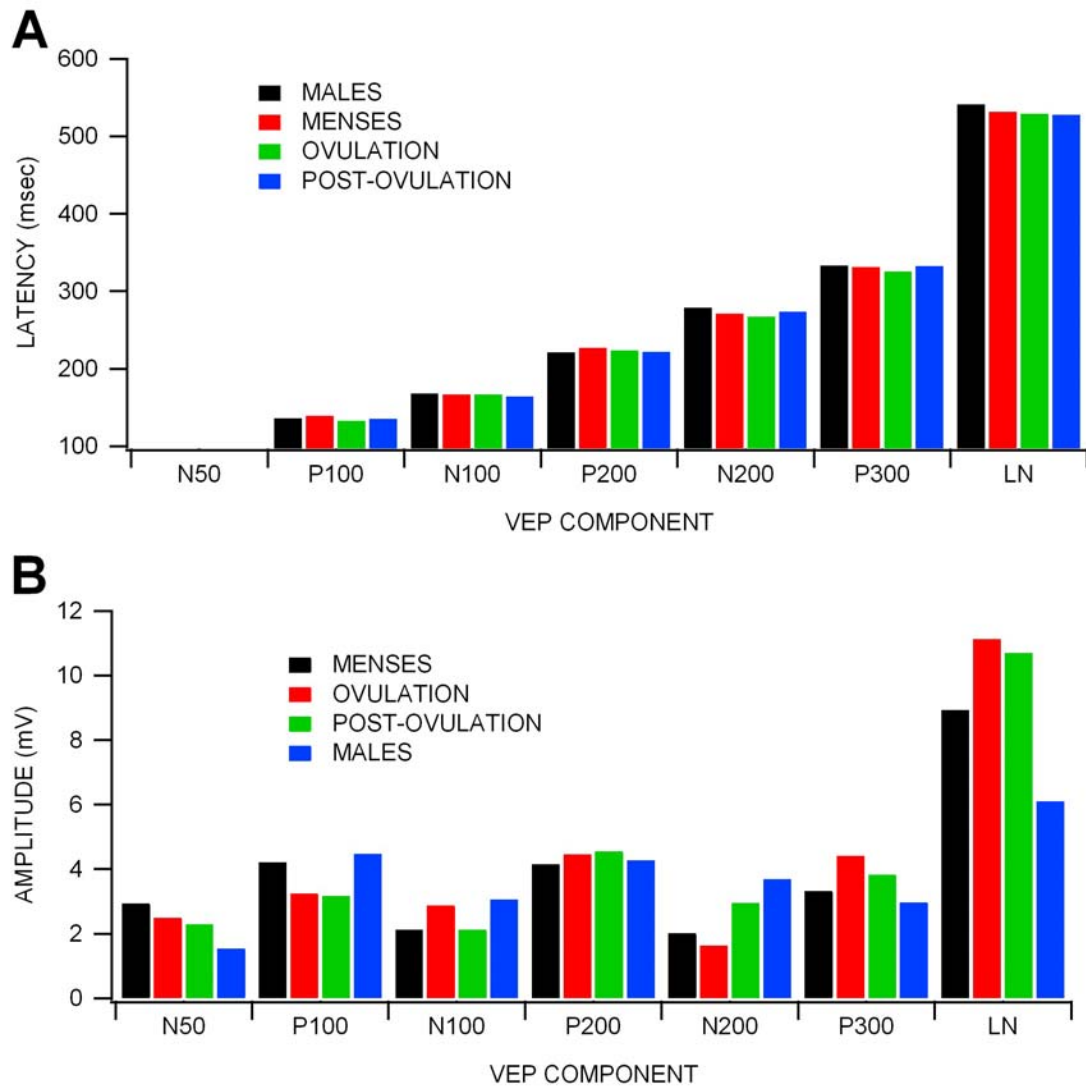 A
600
500
400
300
200
100
LATENCY (msec)
MALES
MENSES
OVULATION
POST-OVULATION
N50 P100 N100 P200 N200 P300 LN
VEP COMPONENT
B
12
10
8
6
4
2
0
AMPLITUDE (mV)
MENSES
OVULATION
POST-OVULATION
MALES
N50 P100 N100 P200 N200 P300 LN
VEP COMPONENT